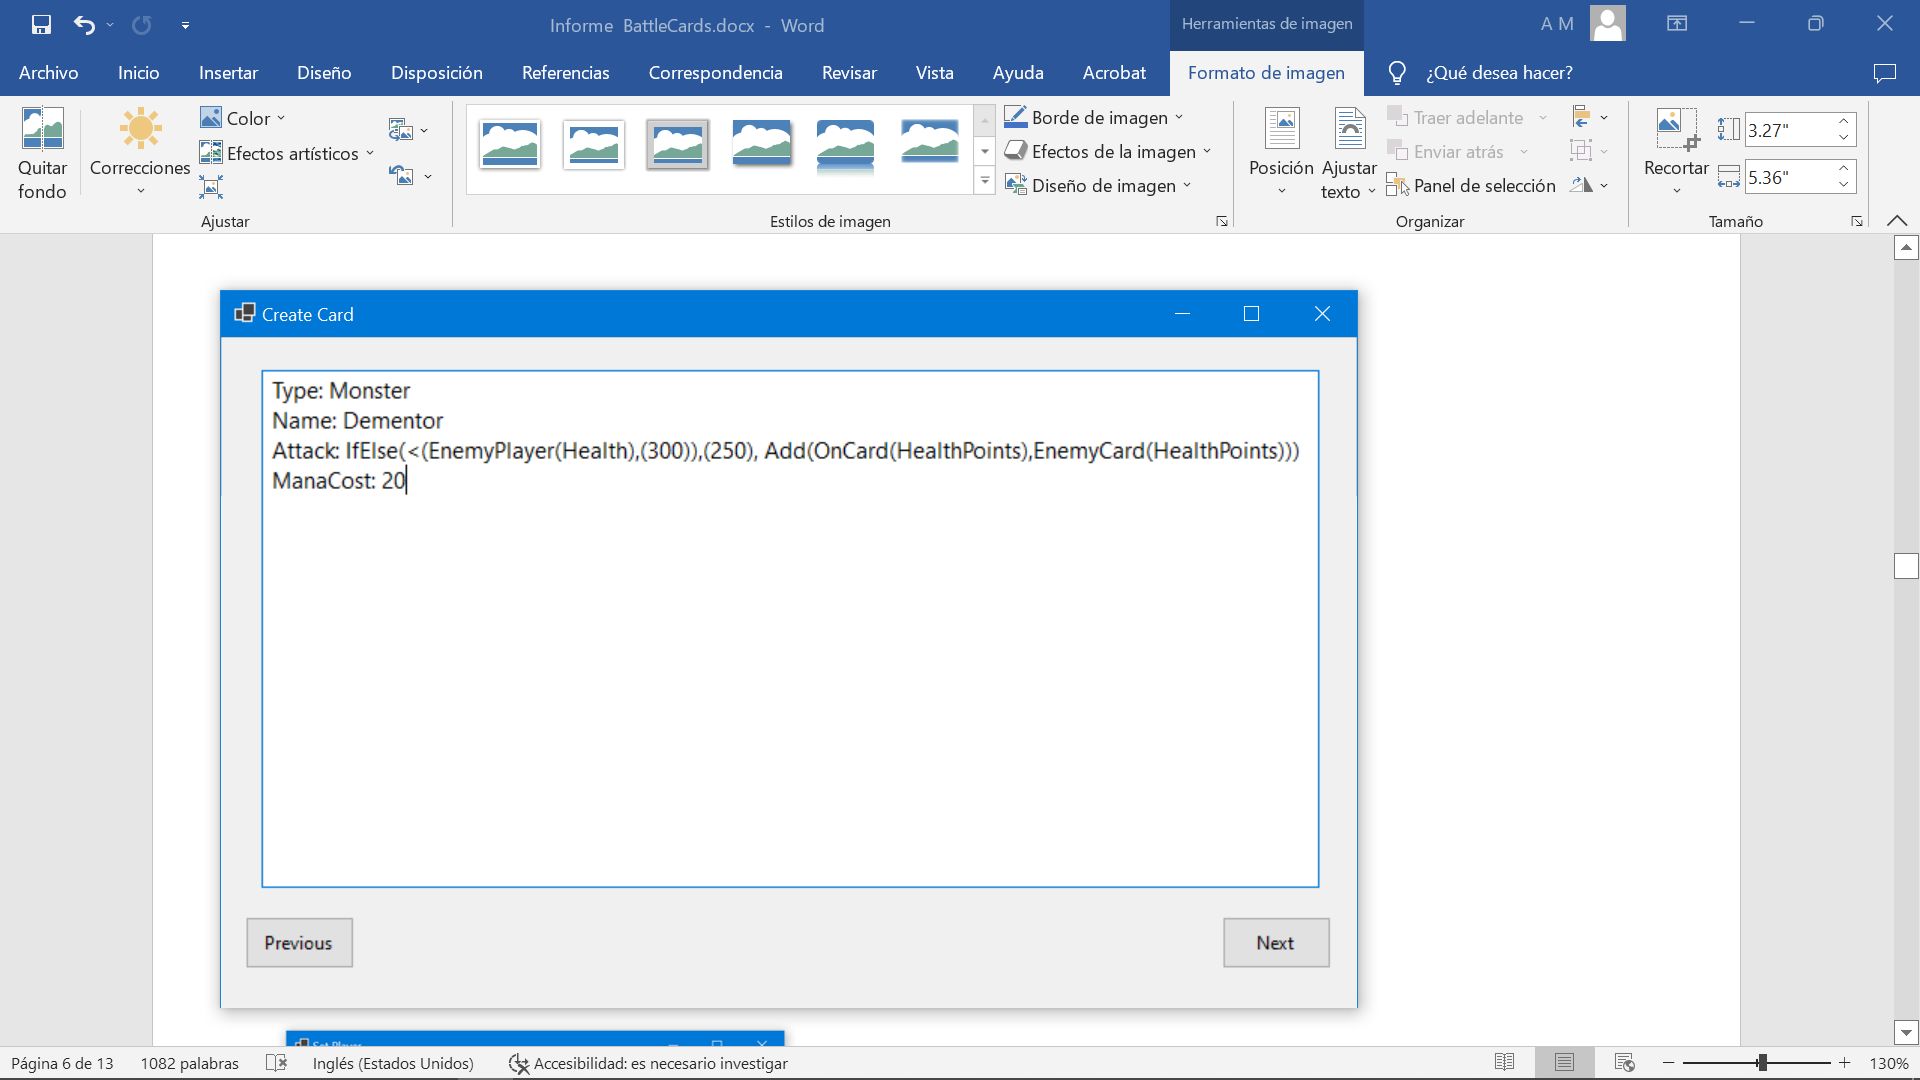 Informe  BattleCards.docx  -  Word
Herramientas de imagen
A M
Archivo
Inicio
Insertar
Diseño
Disposición
Referencias
Correspondencia
Revisar
Vista
Ayuda
Acrobat
Formato de imagen
¿Qué desea hacer?
Quitar fondo
Correcciones
Color
Efectos artísticos
Ajustar
Estilos de imagen
Borde de imagen
Efectos de la imagen
Diseño de imagen
Posición
Ajustar texto
Traer adelante
Enviar atrás
Panel de selección
Organizar
Recortar
3.27"
5.36"
Tamaño
Create Card
Type: Monster
Name: Dementor
Attack: IfElse(<(EnemyPlayer(Health),(300)),(250), Add(OnCard(HealthPoints),EnemyCard(HealthPoints)))
ManaCost: 20
Previous
Next
Página 6 de 13
1082 palabras
Inglés (Estados Unidos)
Accesibilidad: es necesario investigar
130%